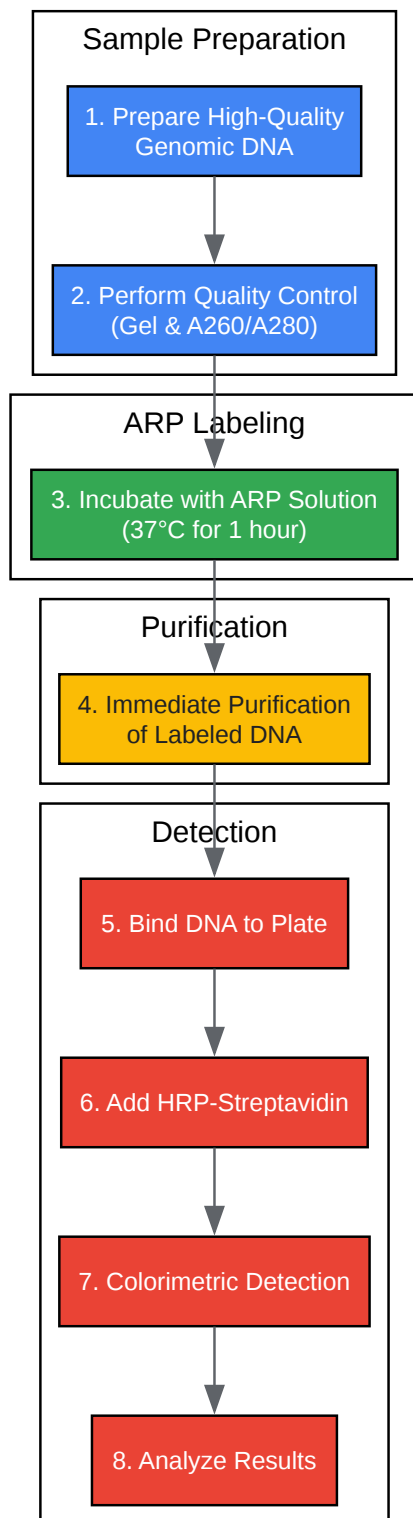 Sample Preparation
1. Prepare High-Quality
Genomic DNA
2. Perform Quality Control
(Gel & A260/A280)
ARP Labeling
3. Incubate with ARP Solution
(37°C for 1 hour)
Purification
4. Immediate Purification
of Labeled DNA
Detection
5. Bind DNA to Plate
6. Add HRP-Streptavidin
7. Colorimetric Detection
8. Analyze Results